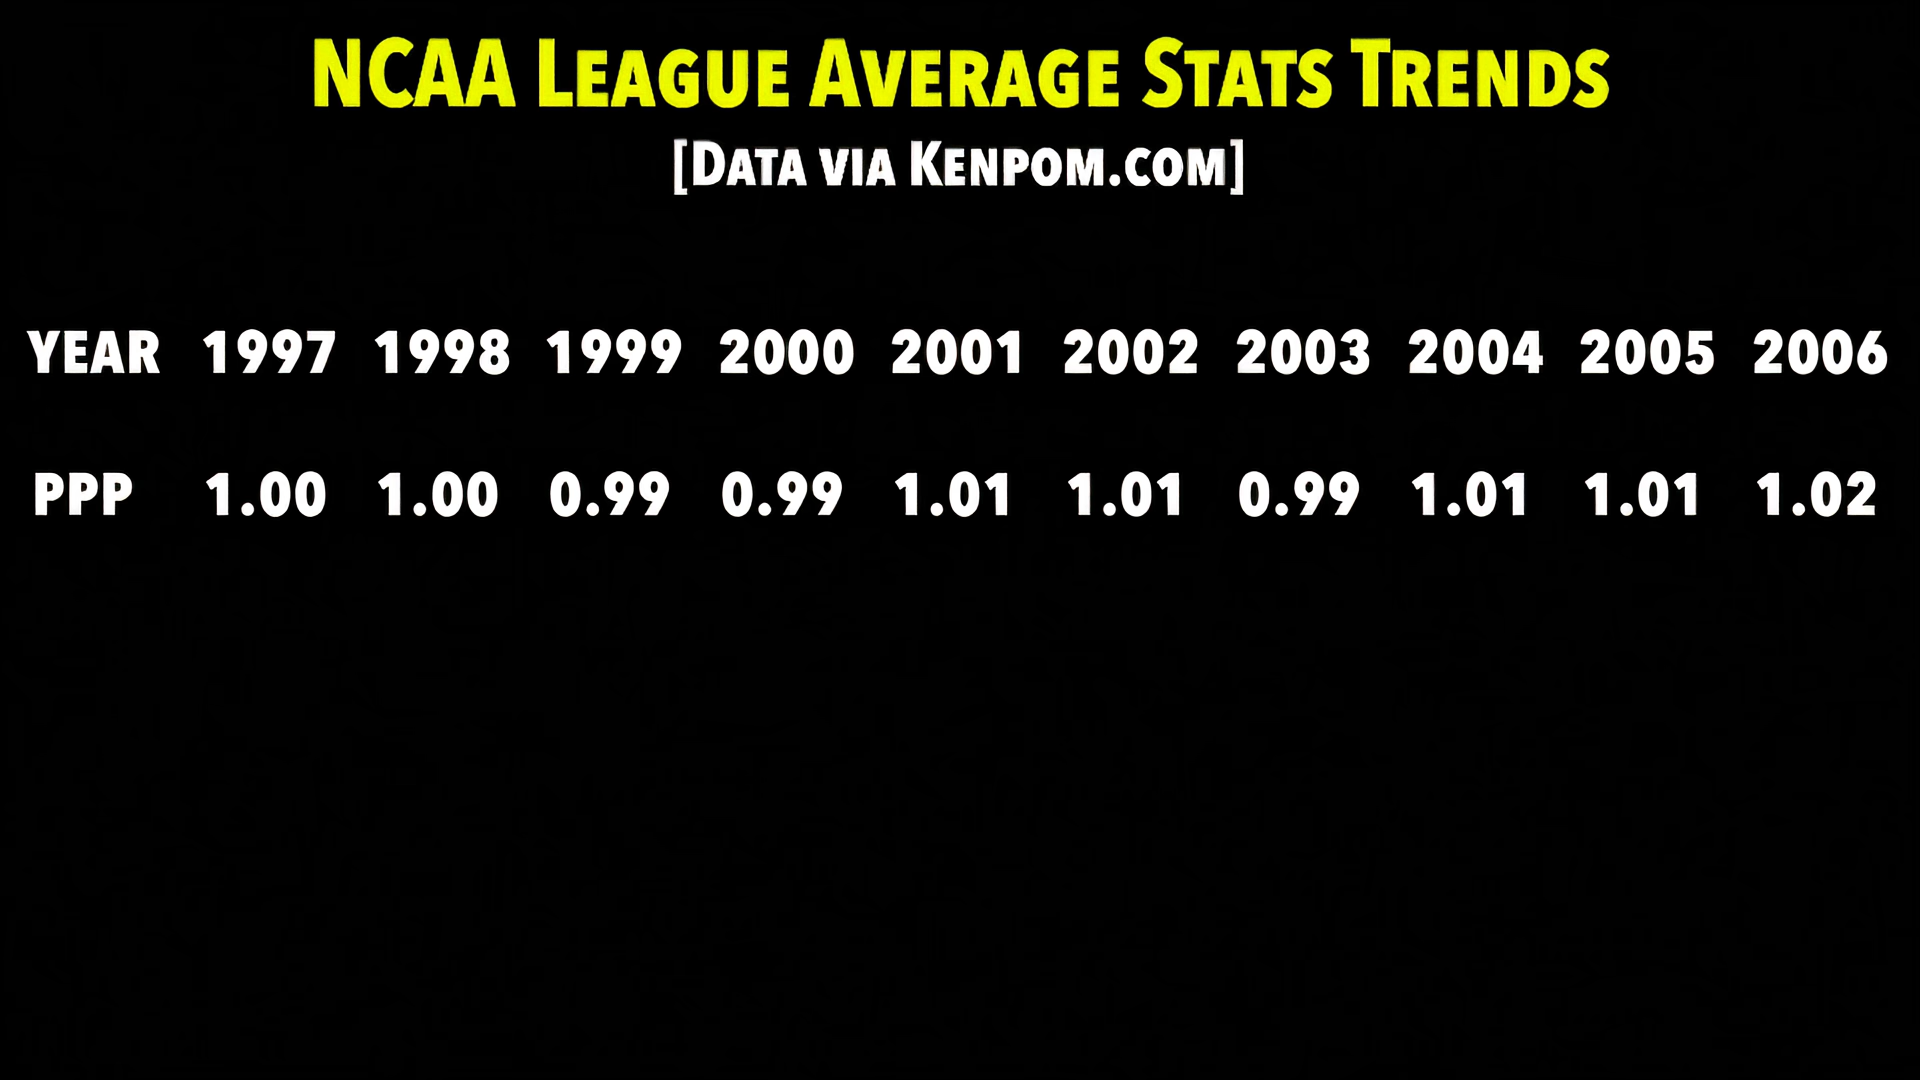 NCAA LEAGUE AVERAGE STATS TRENDS
[DATA VIA KENPOM.COM]
YEAR 1997 1998 1999 2000 2001 2002 2003 2004 2005 2006
PPP 1.00 1.00 0.99 0.99 1.01 1.01 0.99 1.01 1.01 1.02